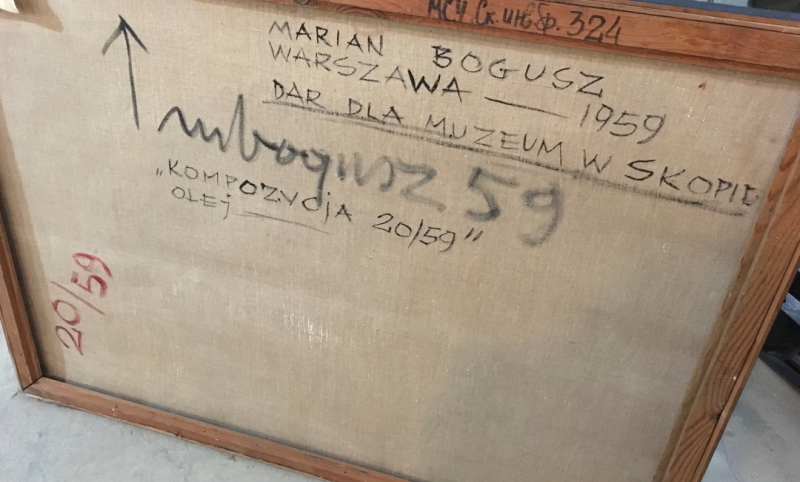 МСУ Ск. инв. бр. 324
MARIAN BOGUSZ
WARSZAWA — 1959
DAR DLA MUZEUM W SKOPIE
mbogusz 59
„KOMPOZYCJA 20/59”
OLEJ
20/59